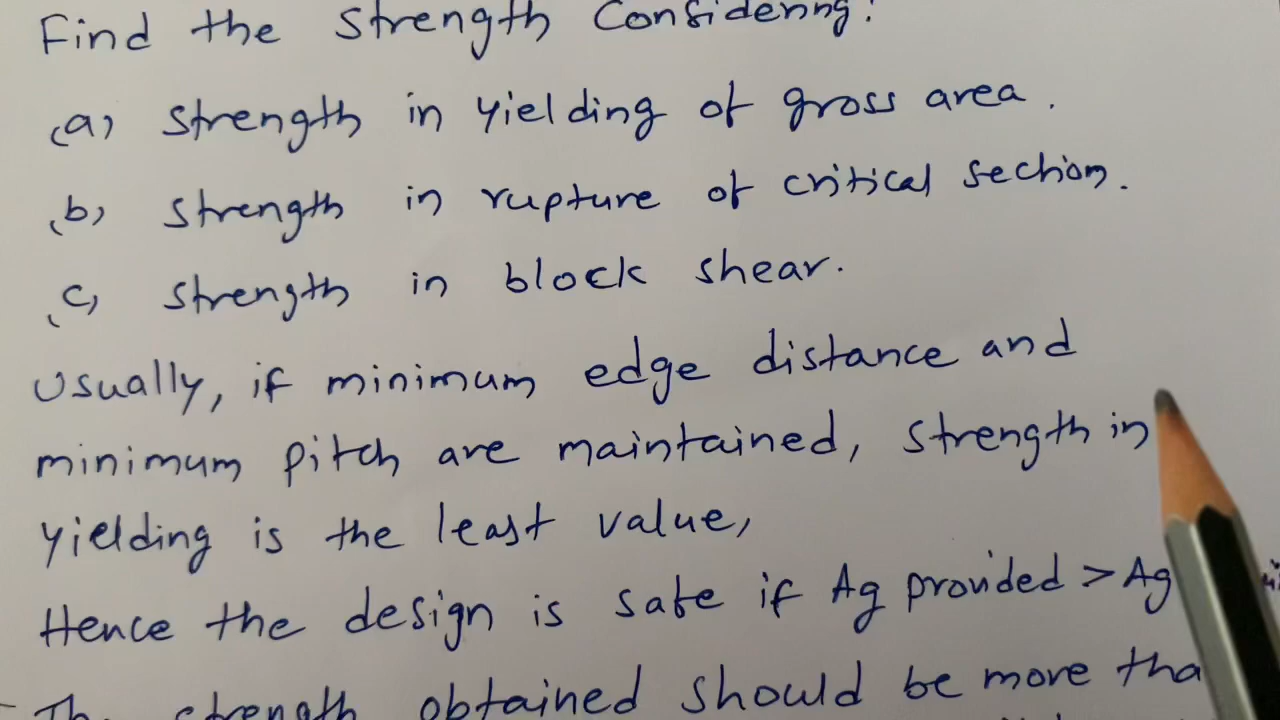 Find the strength Considering:
(a) strength in yielding of gross area.
(b) strength in rupture of critical section.
(c) strength in block shear.
Usually, if minimum edge distance and
minimum pitch are maintained, strength in
yielding is the least value,
Hence the design is safe if Ag provided > Ag
strength obtained should be more